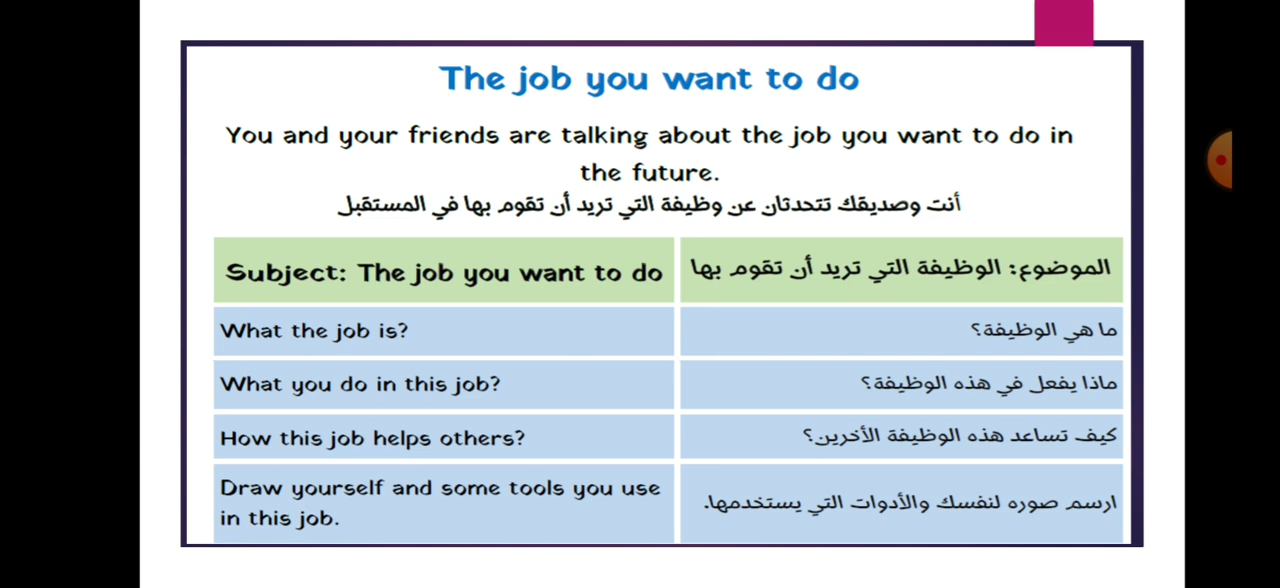 The job you want to do
You and your friends are talking about the job you want to do in
the future.
أنت وصديقك تتحدثان عن وظيفة التي تريد أن تقوم بها في المستقبل
Subject: The job you want to do
الموضوع: الوظيفة التي تريد أن تقوم بها
What the job is?
ما هي الوظيفة؟
What you do in this job?
ماذا يفعل في هذه الوظيفة؟
How this job helps others?
كيف تساعد هذه الوظيفة الأخرين؟
Draw yourself and some tools you use
in this job.
ارسم صوره لنفسك والأدوات التي يستخدمها.